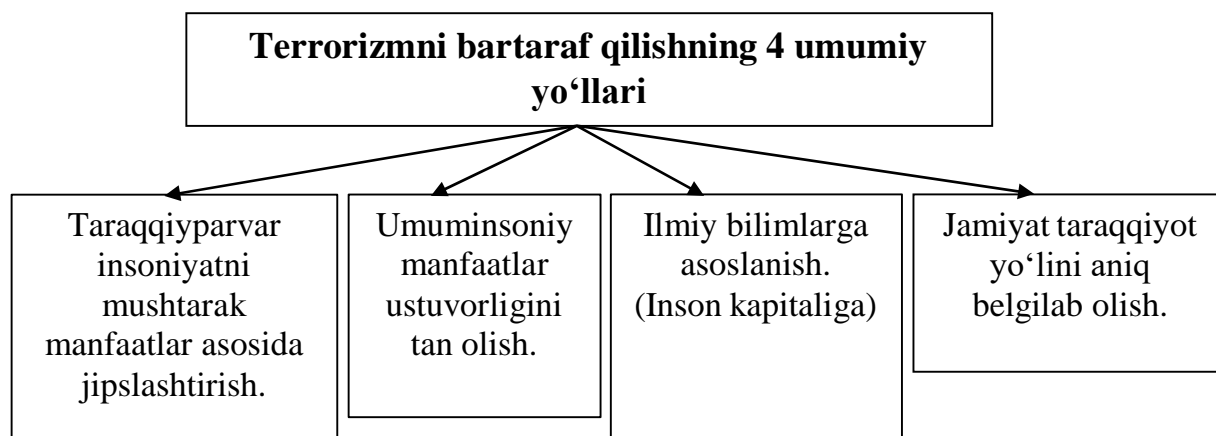 Terrorizmni bartaraf qilishning 4 umumiy
yo‘llari
Taraqqiyparvar
insoniyatni
mushtarak
manfaatlar asosida
jipslashtirish.
Umuminsoniy
manfaatlar
ustuvorligini
tan olish.
Ilmiy bilimlarga
asoslanish.
(Inson kapitaliga)
Jamiyat taraqqiyot
yo‘lini aniq
belgilab olish.